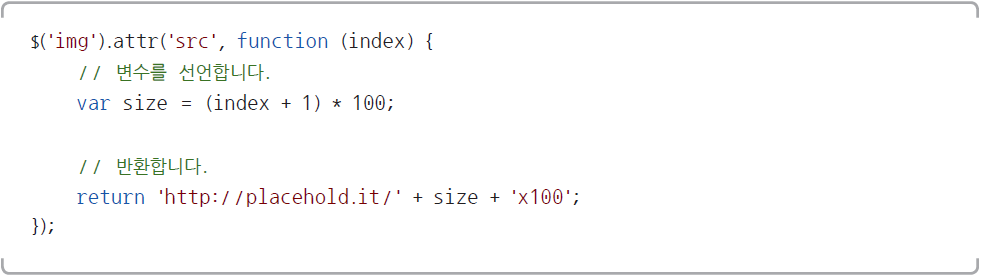 $('img').attr('src', function (index) {
    // 변수를 선언합니다.
    var size = (index + 1) * 100;

    // 반환합니다.
    return 'http://placehold.it/' + size + 'x100';
});